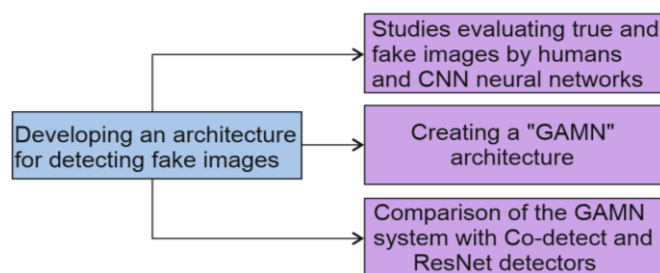 Studies evaluating true and
fake images by humans
and CNN neural networks
Developing an architecture
for detecting fake images
Creating a "GAMN"
architecture
Comparison of the GAMN
system with Co-detect and
ResNet detectors